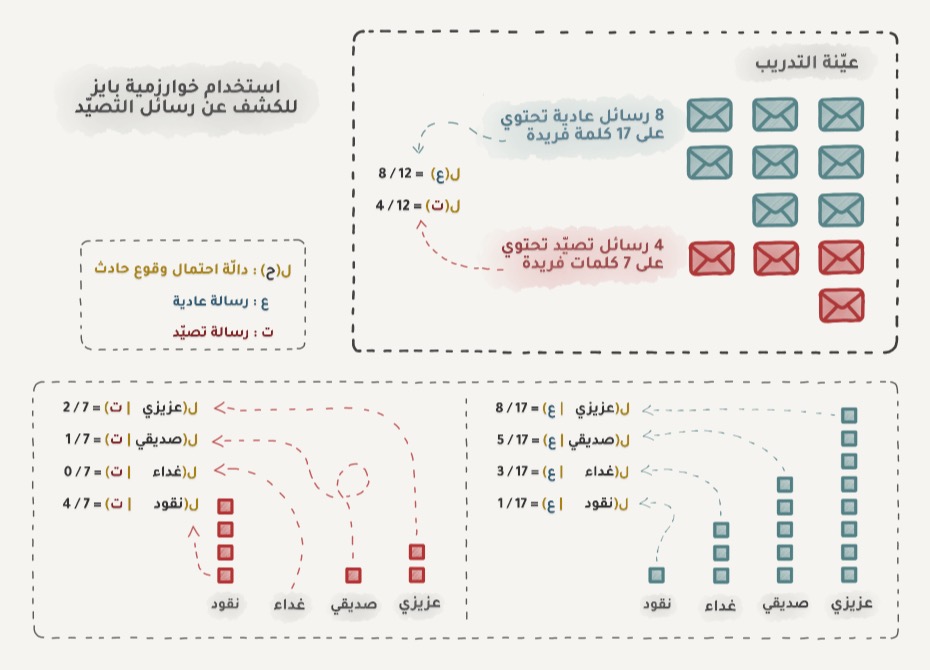 استخدام خوارزمية بايز
للكشف عن رسائل التصيّد
عيّنة التدريب
8 رسائل عادية تحتوي
على 17 كلمة فريدة
ل(ع) = 8/12
ل(ت) = 4/12
4 رسائل تصيّد تحتوي
على 7 كلمات فريدة
ل(ح) : دالّة احتمال وقوع حادث
ع : رسالة عادية
ت : رسالة تصيّد
ل(عزيزي | ع) = 8/17
ل(صديقي | ع) = 5/17
ل(غداء | ع) = 3/17
ل(نقود | ع) = 1/17
عزيزي صديقي غداء نقود
ل(عزيزي | ت) = 2/7
ل(صديقي | ت) = 1/7
ل(غداء | ت) = 0/7
ل(نقود | ت) = 4/7
عزيزي صديقي غداء نقود